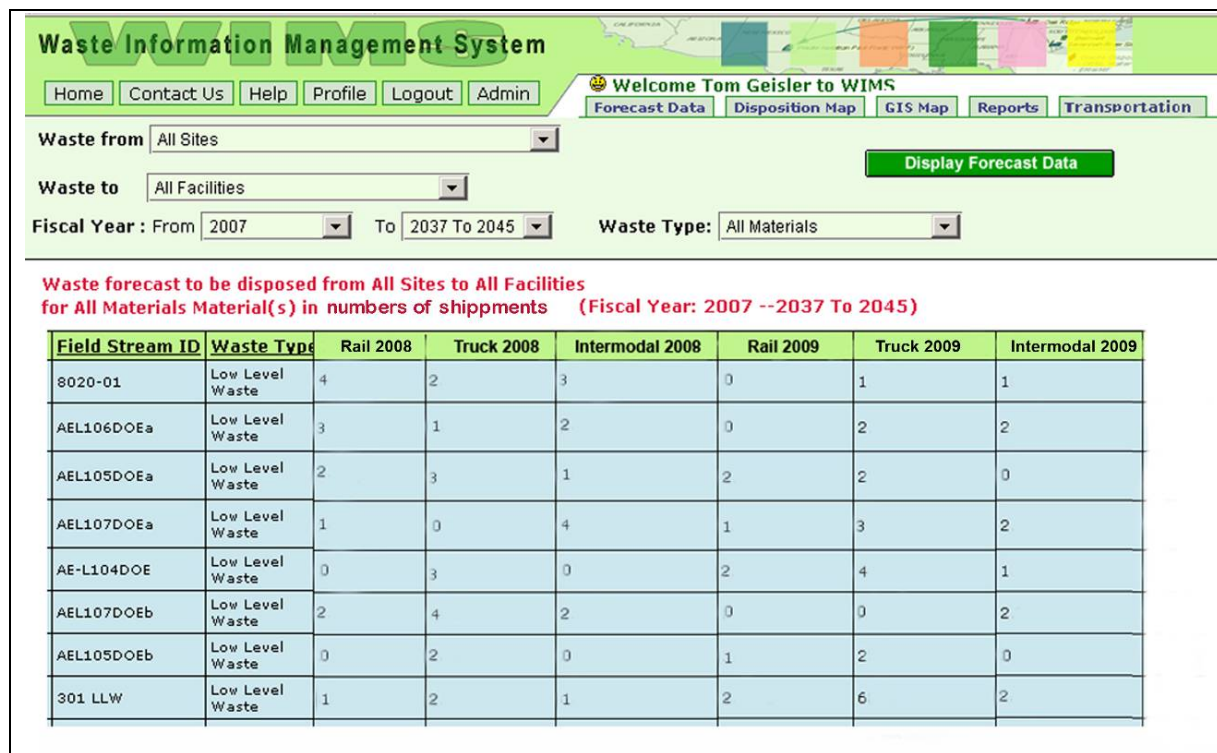 Waste Information Management System
Home Contact Us Help Profile Logout Admin
Welcome Tom Geisler to WIMS
Forecast Data Disposition Map GIS Map Reports Transportation
Waste from All Sites
Display Forecast Data
Waste to All Facilities
Fiscal Year : From 2007 To 2037 To 2045 Waste Type: All Materials
Waste forecast to be disposed from All Sites to All Facilities
for All Materials Material(s) in numbers of shippments (Fiscal Year: 2007 --2037 To 2045)
Field Stream ID Waste Type Rail 2008 Truck 2008 Intermodal 2008 Rail 2009 Truck 2009 Intermodal 2009
8020-01 Low Level Waste 4 2 3 0 1 1
AEL106DOEa Low Level Waste 3 1 2 0 2 2
AEL105DOEa Low Level Waste 2 3 1 2 2 0
AEL107DOEa Low Level Waste 1 0 4 1 3 2
AE-L104DOE Low Level Waste 0 3 0 2 4 1
AEL107DOEb Low Level Waste 2 4 2 0 0 2
AEL105DOEb Low Level Waste 0 2 0 1 2 0
301 LLW Low Level Waste 1 2 1 2 6 2